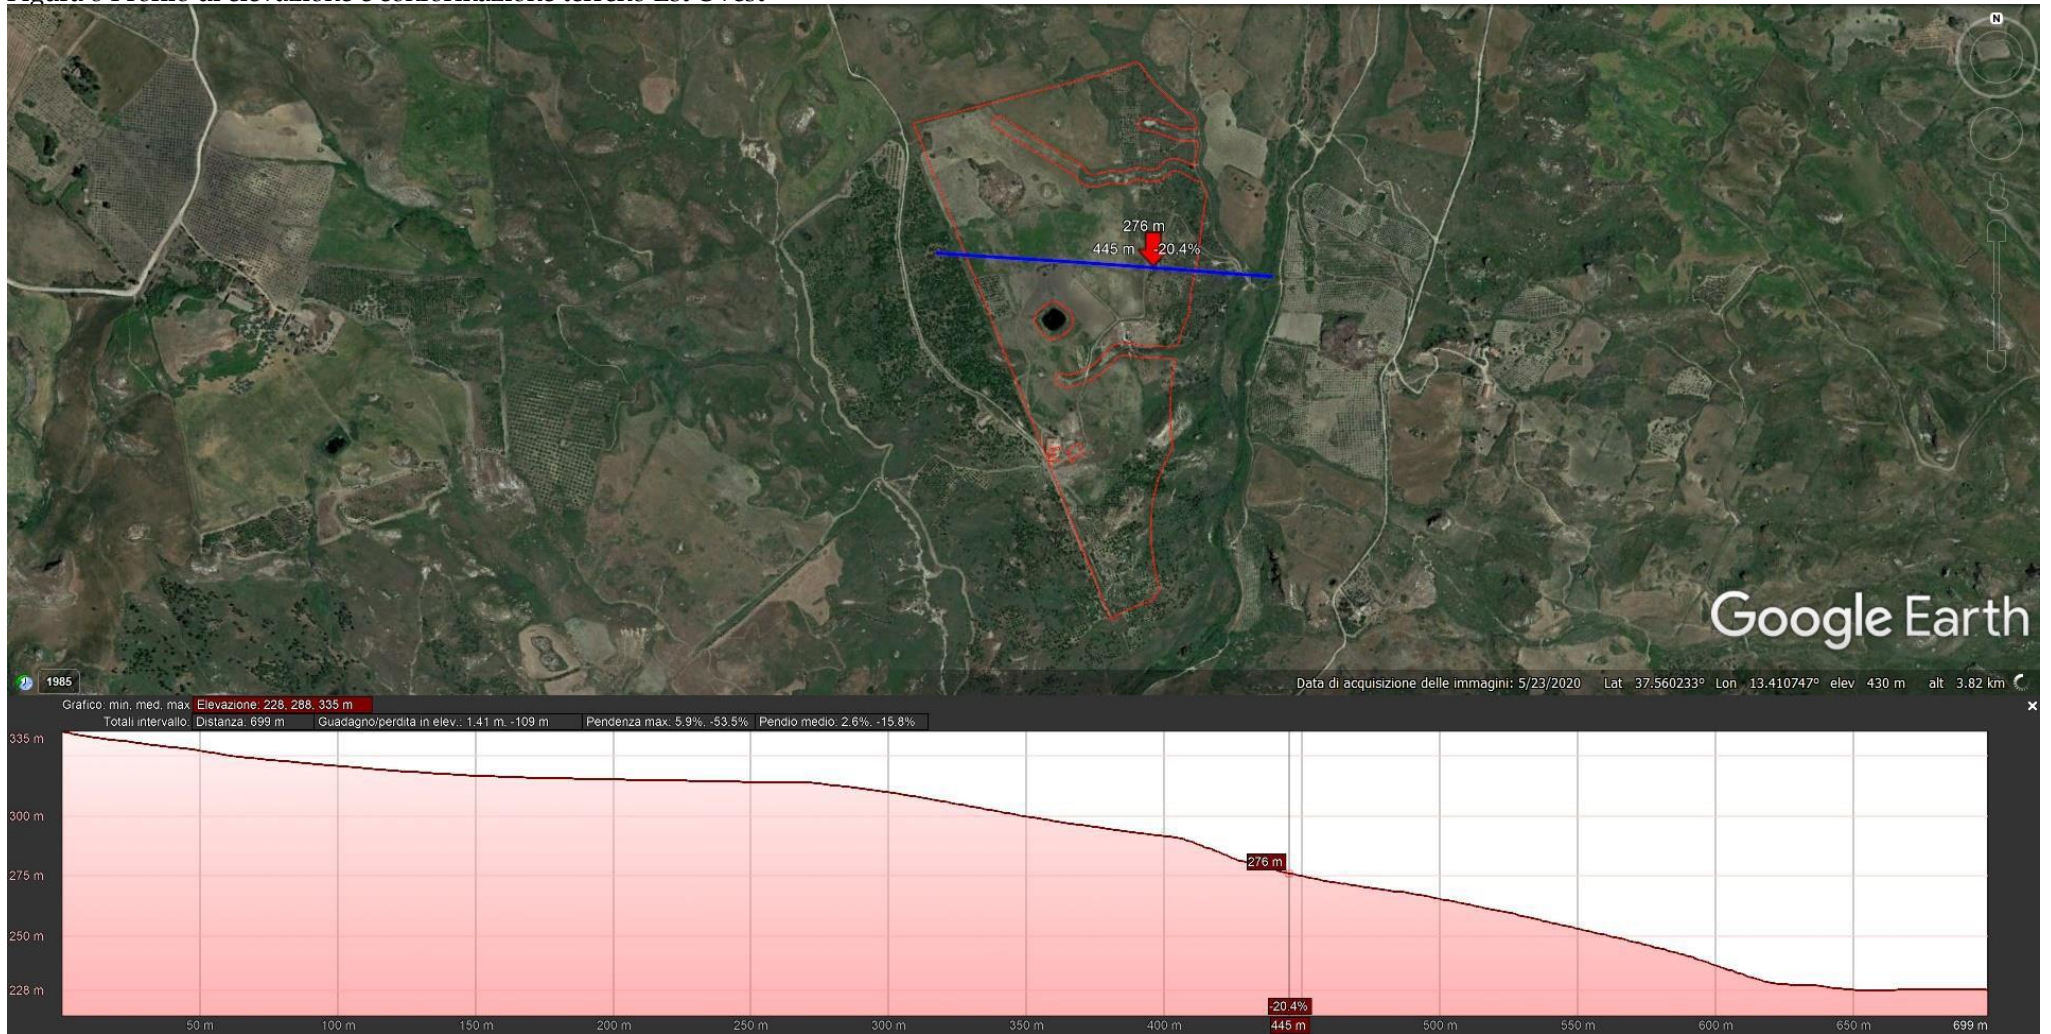 N
276 m
445 m -20.4%
Google Earth
1985
Data di acquisizione delle immagini: 5/23/2020 Lat 37.560233° Lon 13.410747° elev 430 m alt 3.82 km
Grafico: min, med, max Elevazione: 228, 288, 335 m
Totali intervallo: Distanza: 699 m Guadagno/perdita in elev.: 1.41 m, -109 m Pendenza max: 5.9%, -53.5% Pendio medio: 2.6%, -15.8%
335 m
300 m
276 m
275 m
250 m
228 m
-20.4%
50 m 100 m 150 m 200 m 250 m 300 m 350 m 400 m 445 m 500 m 550 m 600 m 650 m 699 m